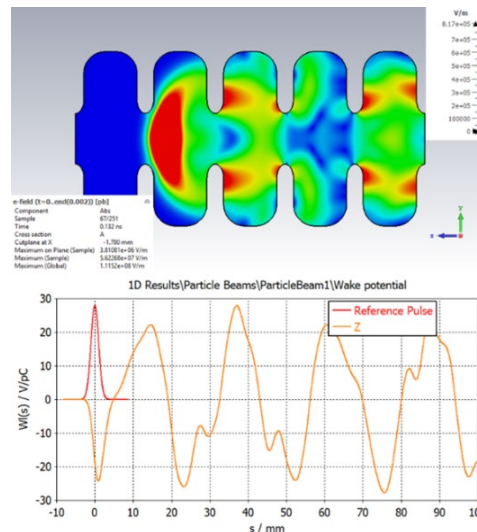 V/m
8.17e+05
6e+05
5e+05
4e+05
3e+05
2e+05
100000
0
e-field (t=0..end(0.002)) [pb]
Component Abs
Sample 67/251
Time 0.132 ns
Cross section A
Cutplane at X -1.780 mm
Maximum on Plane (Sample) 3.81081e+06 V/m
Maximum (Sample) 5.62268e+07 V/m
Maximum (Global) 1.1152e+08 V/m
Y
X
1D Results\Particle Beams\ParticleBeam1\Wake potential
Reference Pulse
Z
Wl(s) / V/pC
30
20
10
0
-10
-20
-30
-10 0 10 20 30 40 50 60 70 80 90 100
s / mm